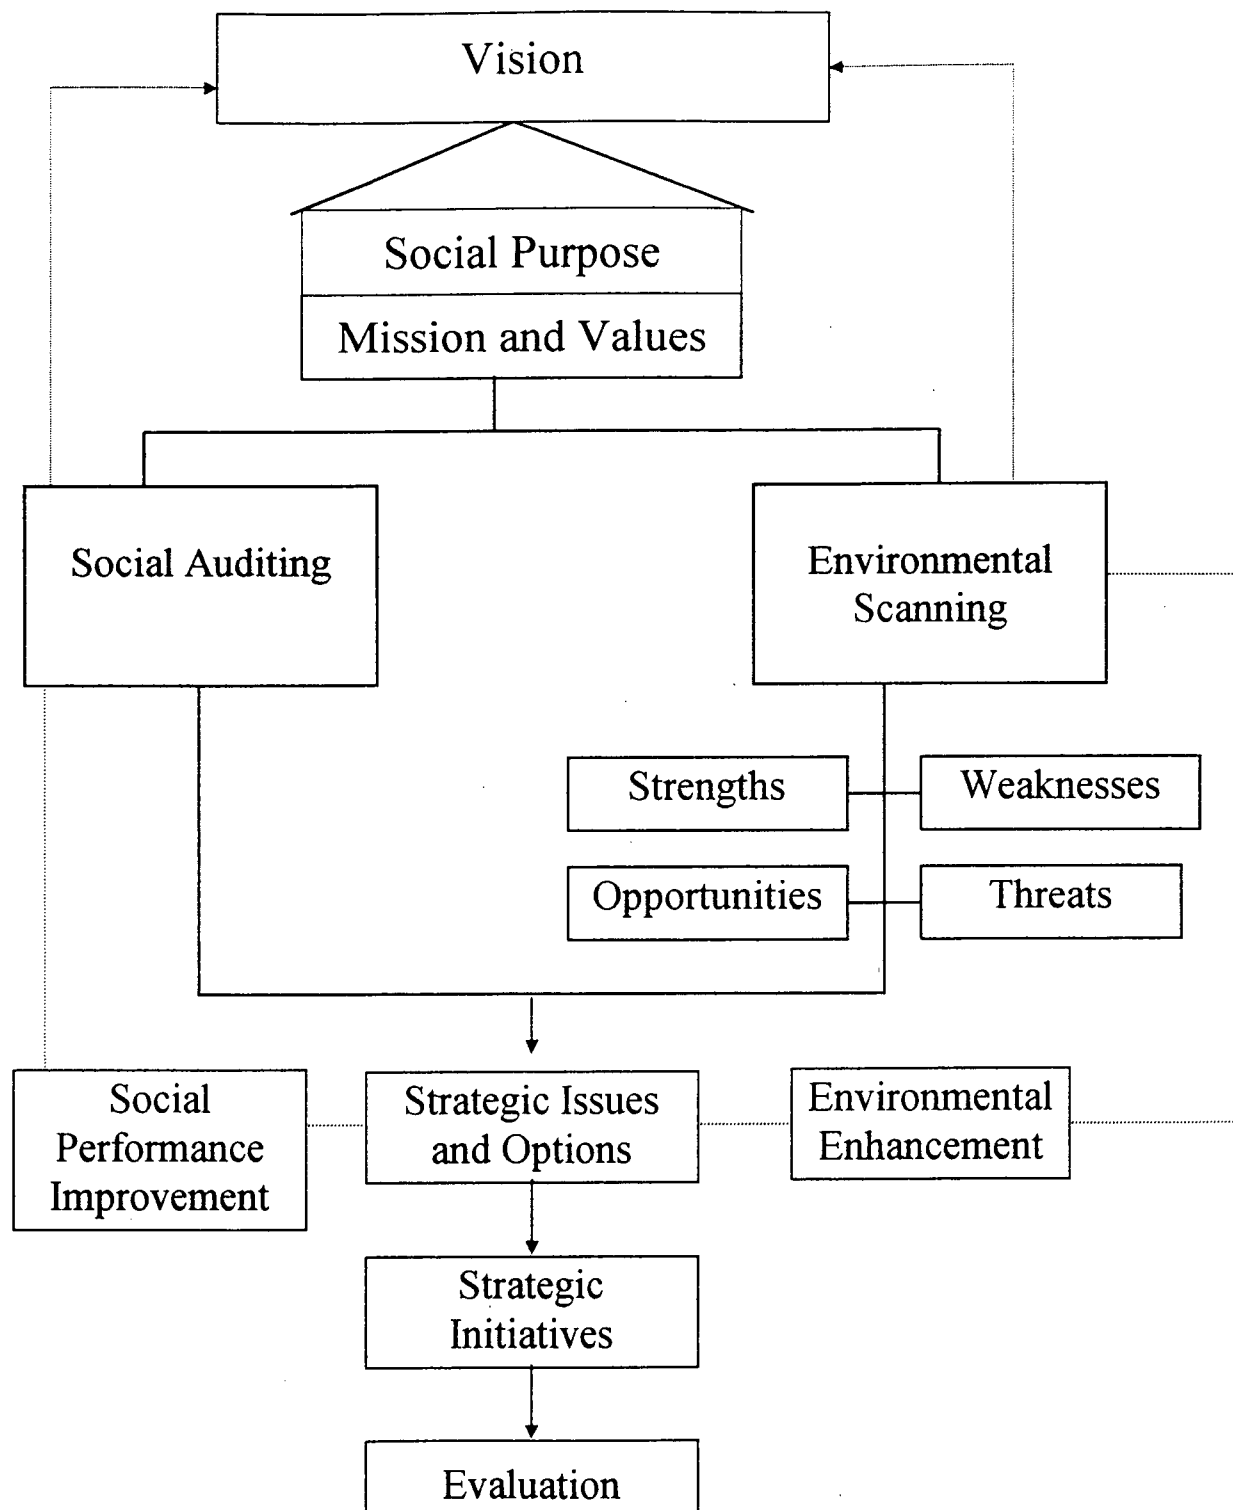 Vision
Social Purpose
Mission and Values
Social Auditing
Environmental
Scanning
Strengths
Weaknesses
Opportunities
Threats
Social
Performance
Improvement
Strategic Issues
and Options
Environmental
Enhancement
Strategic
Initiatives
Evaluation